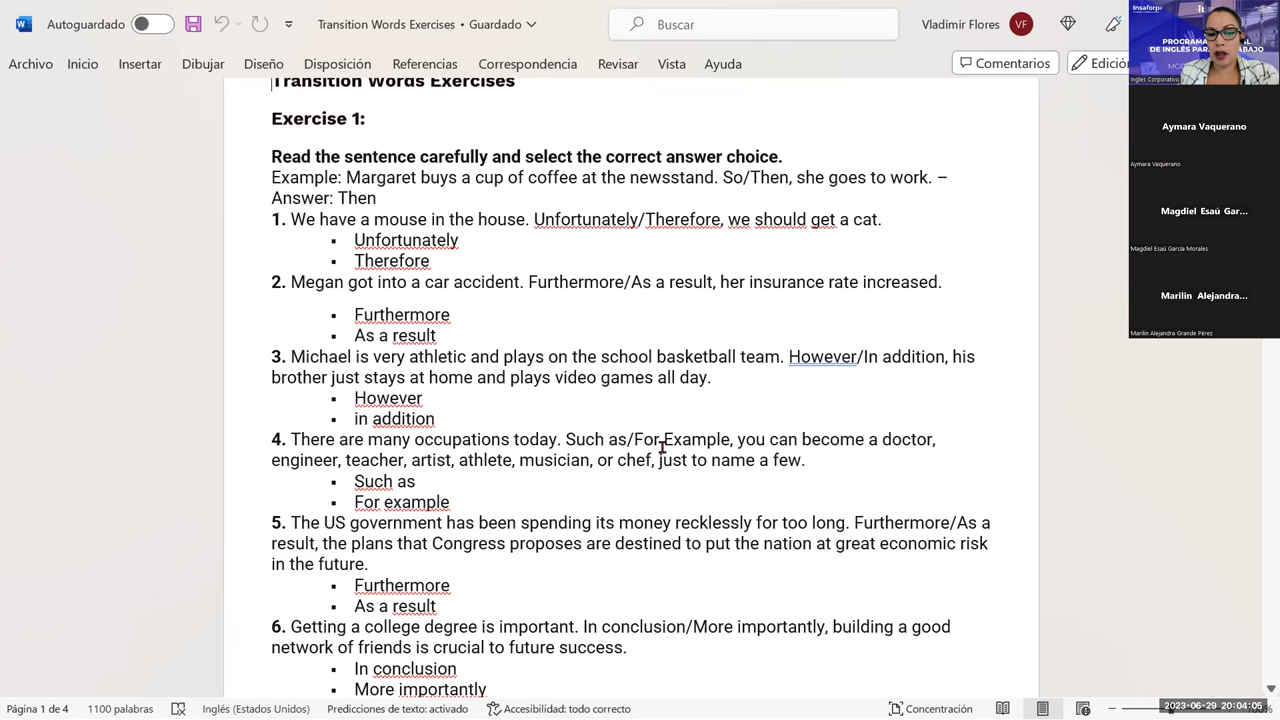 Autoguardado
Transition Words Exercises • Guardado
Buscar
Vladimir Flores
VF
Archivo Inicio Insertar Dibujar Diseño Disposición Referencias Correspondencia Revisar Vista Ayuda
Comentarios
Edición
Transition Words Exercises
Exercise 1:
Read the sentence carefully and select the correct answer choice.
Example: Margaret buys a cup of coffee at the newsstand. So/Then, she goes to work. –
Answer: Then
1. We have a mouse in the house. Unfortunately/Therefore, we should get a cat.
▪ Unfortunately
▪ Therefore
2. Megan got into a car accident. Furthermore/As a result, her insurance rate increased.
▪ Furthermore
▪ As a result
3. Michael is very athletic and plays on the school basketball team. However/In addition, his
brother just stays at home and plays video games all day.
▪ However
▪ in addition
4. There are many occupations today. Such as/For Example, you can become a doctor,
engineer, teacher, artist, athlete, musician, or chef, just to name a few.
▪ Such as
▪ For example
5. The US government has been spending its money recklessly for too long. Furthermore/As a
result, the plans that Congress proposes are destined to put the nation at great economic risk
in the future.
▪ Furthermore
▪ As a result
6. Getting a college degree is important. In conclusion/More importantly, building a good
network of friends is crucial to future success.
▪ In conclusion
▪ More importantly
Insaforp
Ingles Corporativo
Aymara Vaquerano
Aymara Vaquerano
Magdiel Esaú Gar...
Magdiel Esaú García Morales
Marilin Alejandra...
Marilin Alejandra Grande Pérez
Página 1 de 4
1100 palabras
Inglés (Estados Unidos)
Predicciones de texto: activado
Accesibilidad: todo correcto
Concentración
2023-06-29 20:04:05